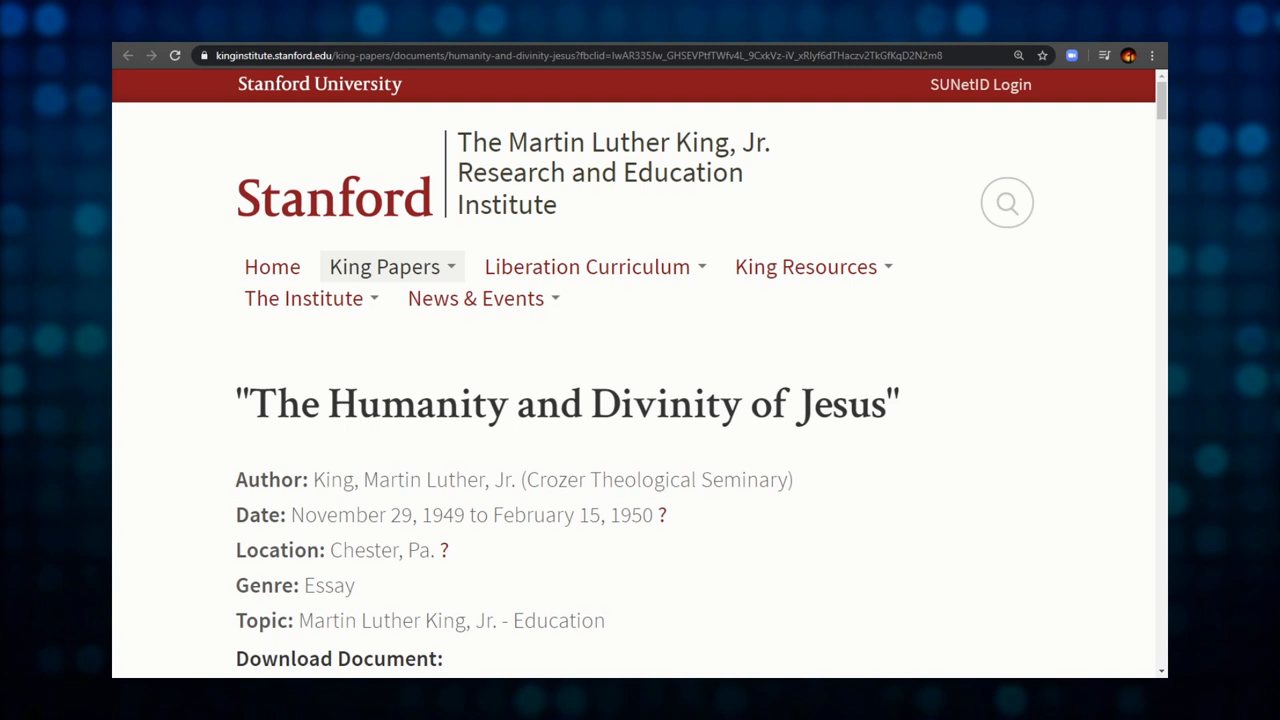 kinginstitute.stanford.edu/king-papers/documents/humanity-and-divinity-jesus?fbclid=
Stanford University
SUNetID Login
Stanford
The Martin Luther King, Jr.
Research and Education
Institute
Home King Papers Liberation Curriculum King Resources
The Institute News & Events
"The Humanity and Divinity of Jesus"
Author: King, Martin Luther, Jr. (Crozer Theological Seminary)
Date: November 29, 1949 to February 15, 1950 ?
Location: Chester, Pa. ?
Genre: Essay
Topic: Martin Luther King, Jr. - Education
Download Document: